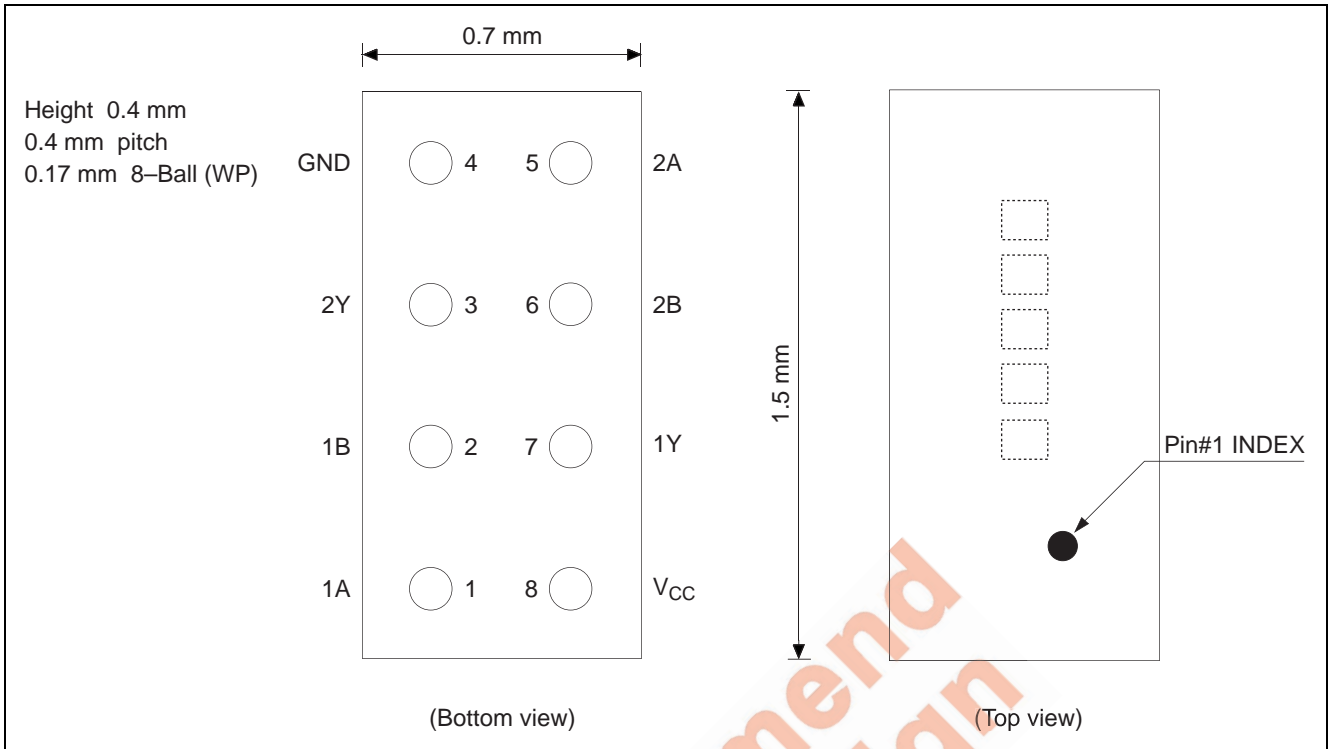 0.7 mm
Height 0.4 mm
0.4 mm pitch
0.17 mm 8–Ball (WP)
GND 4 5 2A
2Y 3 6 2B
1B 2 7 1Y
1A 1 8 VCC
(Bottom view)
1.5 mm
Pin#1 INDEX
(Top view)
mend
sign